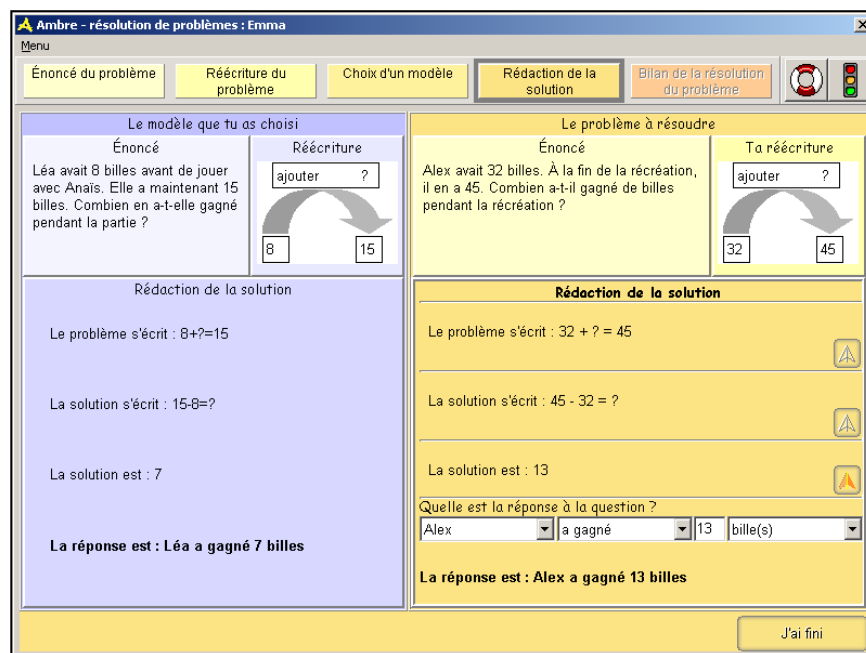 Ambre - résolution de problèmes : Emma
Menu
Énoncé du problème
Réécriture du
problème
Choix d'un modèle
Rédaction de la
solution
Bilan de la résolution
du problème
Le modèle que tu as choisi
Énoncé
Léa avait 8 billes avant de jouer
avec Anaïs. Elle a maintenant 15
billes. Combien en a-t-elle gagné
pendant la partie ?
Réécriture
ajouter ?
8 15
Rédaction de la solution
Le problème s'écrit : 8+?=15
La solution s'écrit : 15-8=?
La solution est : 7
La réponse est : Léa a gagné 7 billes
Le problème à résoudre
Énoncé
Alex avait 32 billes. À la fin de la récréation,
il en a 45. Combien a-t-il gagné de billes
pendant la récréation ?
Ta réécriture
ajouter ?
32 45
Rédaction de la solution
Le problème s'écrit : 32 + ? = 45
La solution s'écrit : 45 - 32 = ?
La solution est : 13
Quelle est la réponse à la question ?
Alex a gagné 13 bille(s)
La réponse est : Alex a gagné 13 billes
J'ai fini